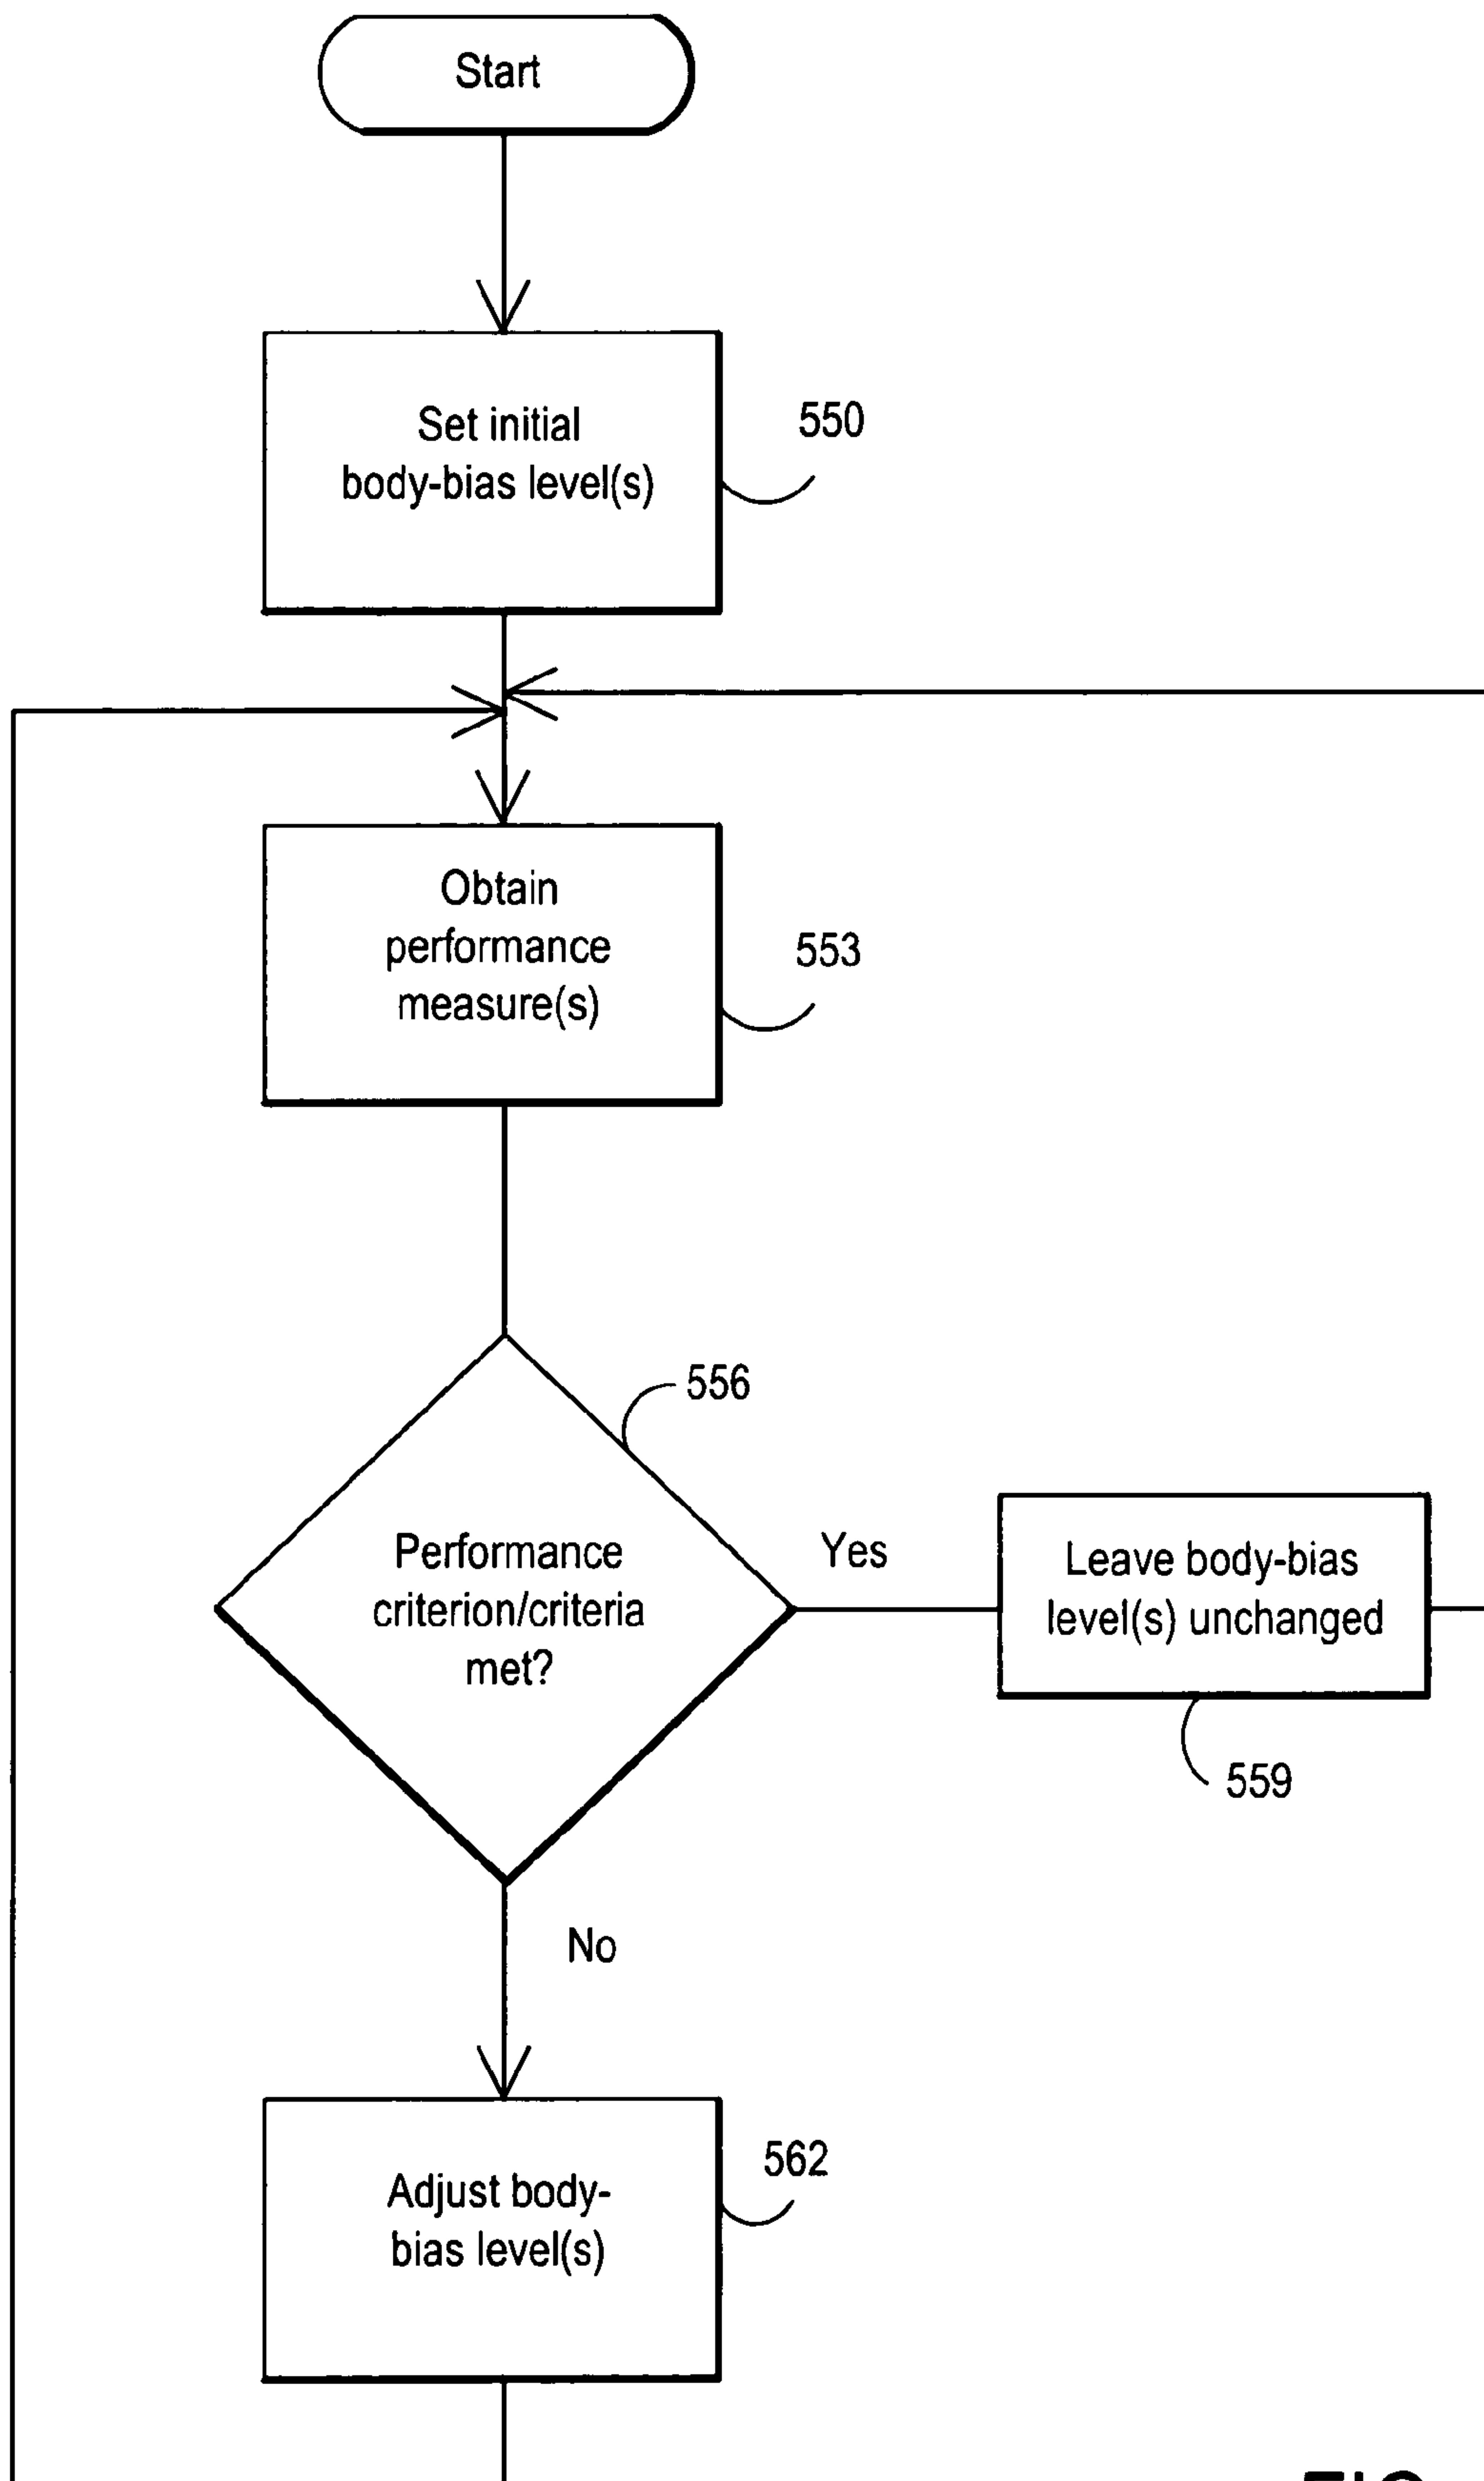 Start
Set initial
body-bias level(s)
550
Obtain
performance
measure(s)
553
556
Performance
criterion/criteria
met?
Yes
Leave body-bias
level(s) unchanged
559
No
Adjust body-
bias level(s)
562